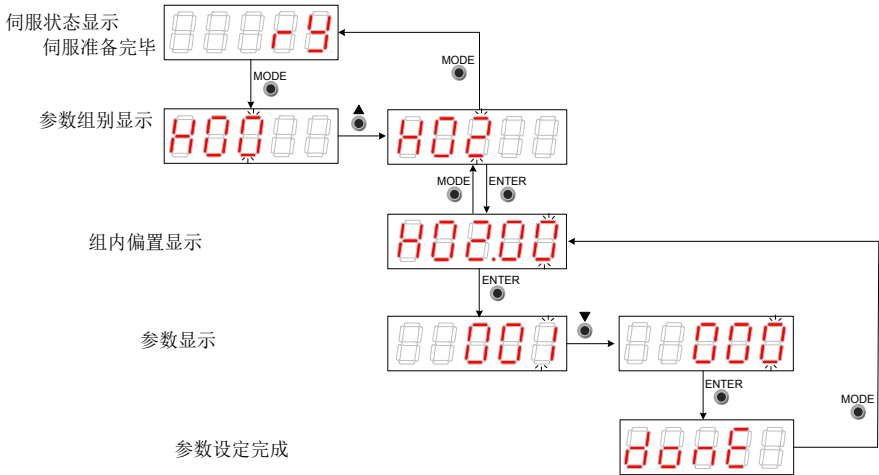 伺服状态显示
伺服准备完毕
ry
MODE
MODE
参数组别显示
H00
H02
MODE
ENTER
组内偏置显示
H02.00
ENTER
参数显示
001
000
ENTER
MODE
参数设定完成
donE